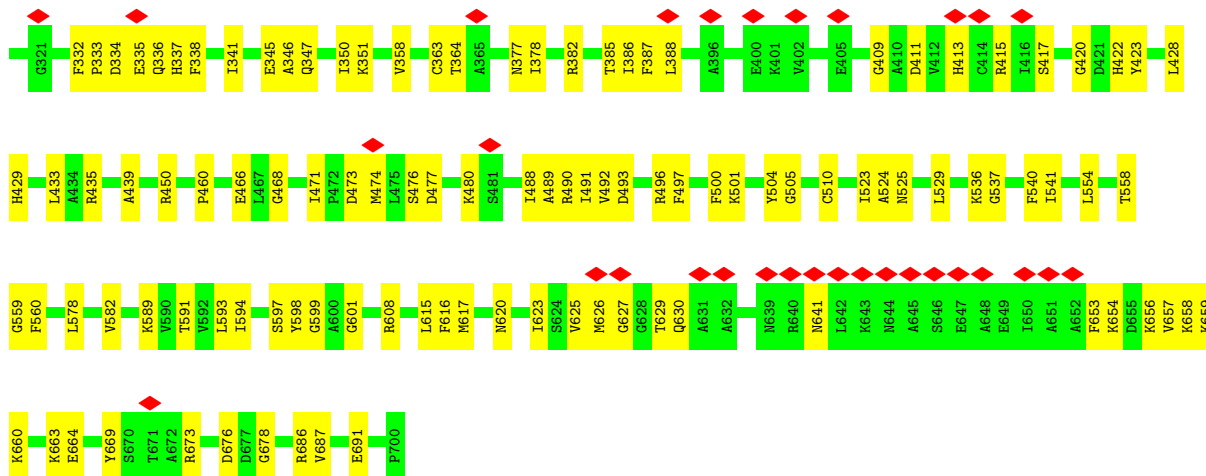 G321 F332 P333 D334 E335 Q336 H337 F338 I341 E345 A346 Q347 I350 K351 V358 C363 T364 A365 N377 I378 R382 T385 I386 F387 L388 A396 E400 K401 V402 E405 G409 A410 D411 V412 H413 C414 R415 I416 S417 G420 D421 H422 Y423 L428
H429 L433 A434 R435 A439 R450 P460 E466 L467 G468 I471 P472 D473 M474 L475 S476 D477 K480 S481 I488 A489 R490 I491 V492 D493 R496 F497 F500 K501 Y504 G505 C510 I523 A524 N525 L529 K536 G537 F540 I541 L554 T558
G559 F560 L578 V582 K589 V590 T591 V592 L593 I594 S597 Y598 G599 A600 G601 R608 L615 F616 M617 N620 I623 S624 V625 M626 G627 G628 T629 Q630 A631 A632 N639 R640 N641 L642 K643 N644 A645 S646 E647 A648 E649 I650 A651 A652 F653 K654 D655 K656 V657 K658 K659
K660 K663 E664 Y669 S670 T671 A672 R673 D676 D677 G678 R686 V687 E691 P700